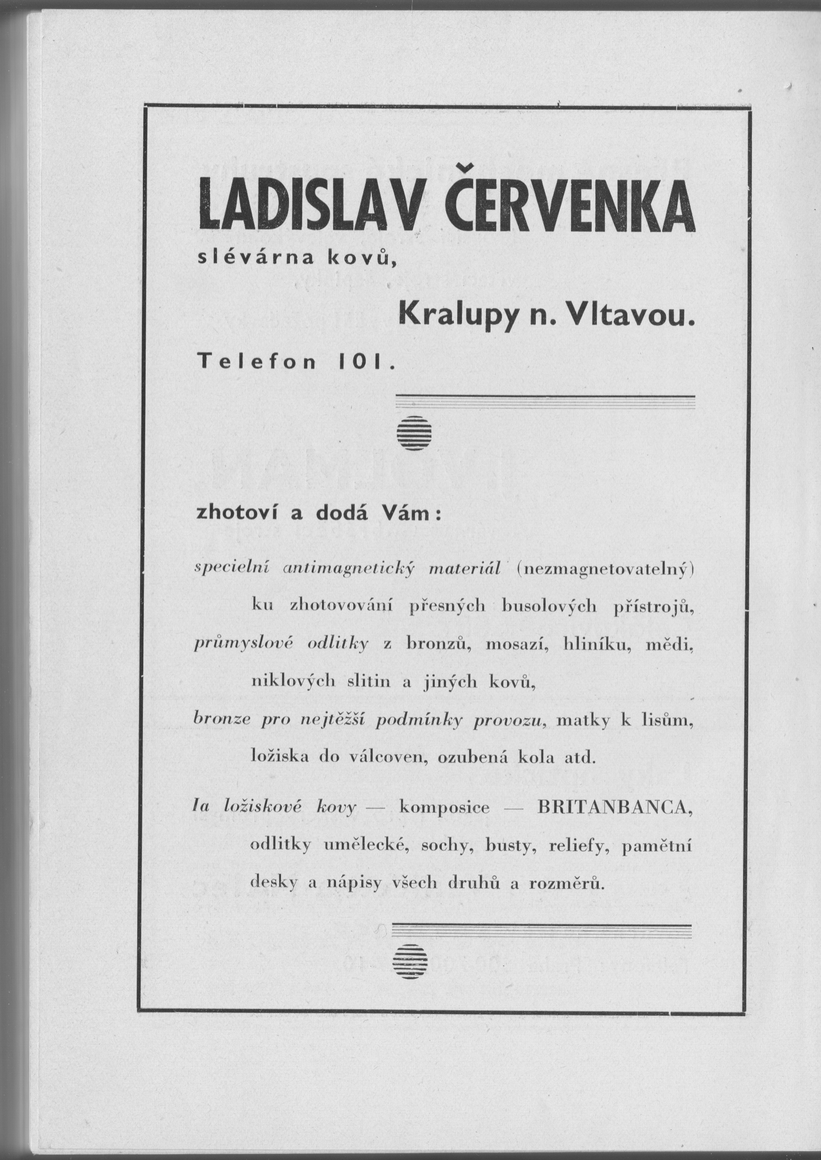 LADISLAV ČERVENKA
slévárna kovů,
Kralupy n. Vltavou.
Telefon 101.
zhotoví a dodá Vám:
specielní antimagnetický materiál (nezmagnetovatelný)
ku zhotovování přesných busolových přístrojů,
průmyslové odlitky z bronzů, mosazí, hliníku, mědi,
niklových slitin a jiných kovů,
bronze pro nejtěžší podmínky provozu, matky k lisům,
ložiska do válcoven, ozubená kola atd.
Ia ložiskové kovy — komposice — BRITANBANCA,
odlitky umělecké, sochy, busty, reliefy, pamětní
desky a nápisy všech druhů a rozměrů.